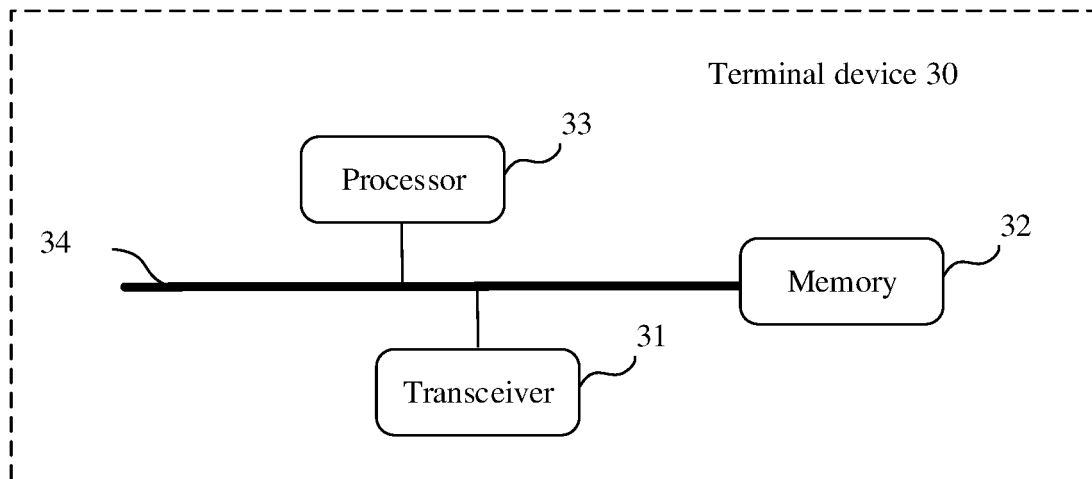 Terminal device 30
33
Processor
34
32
Memory
31
Transceiver